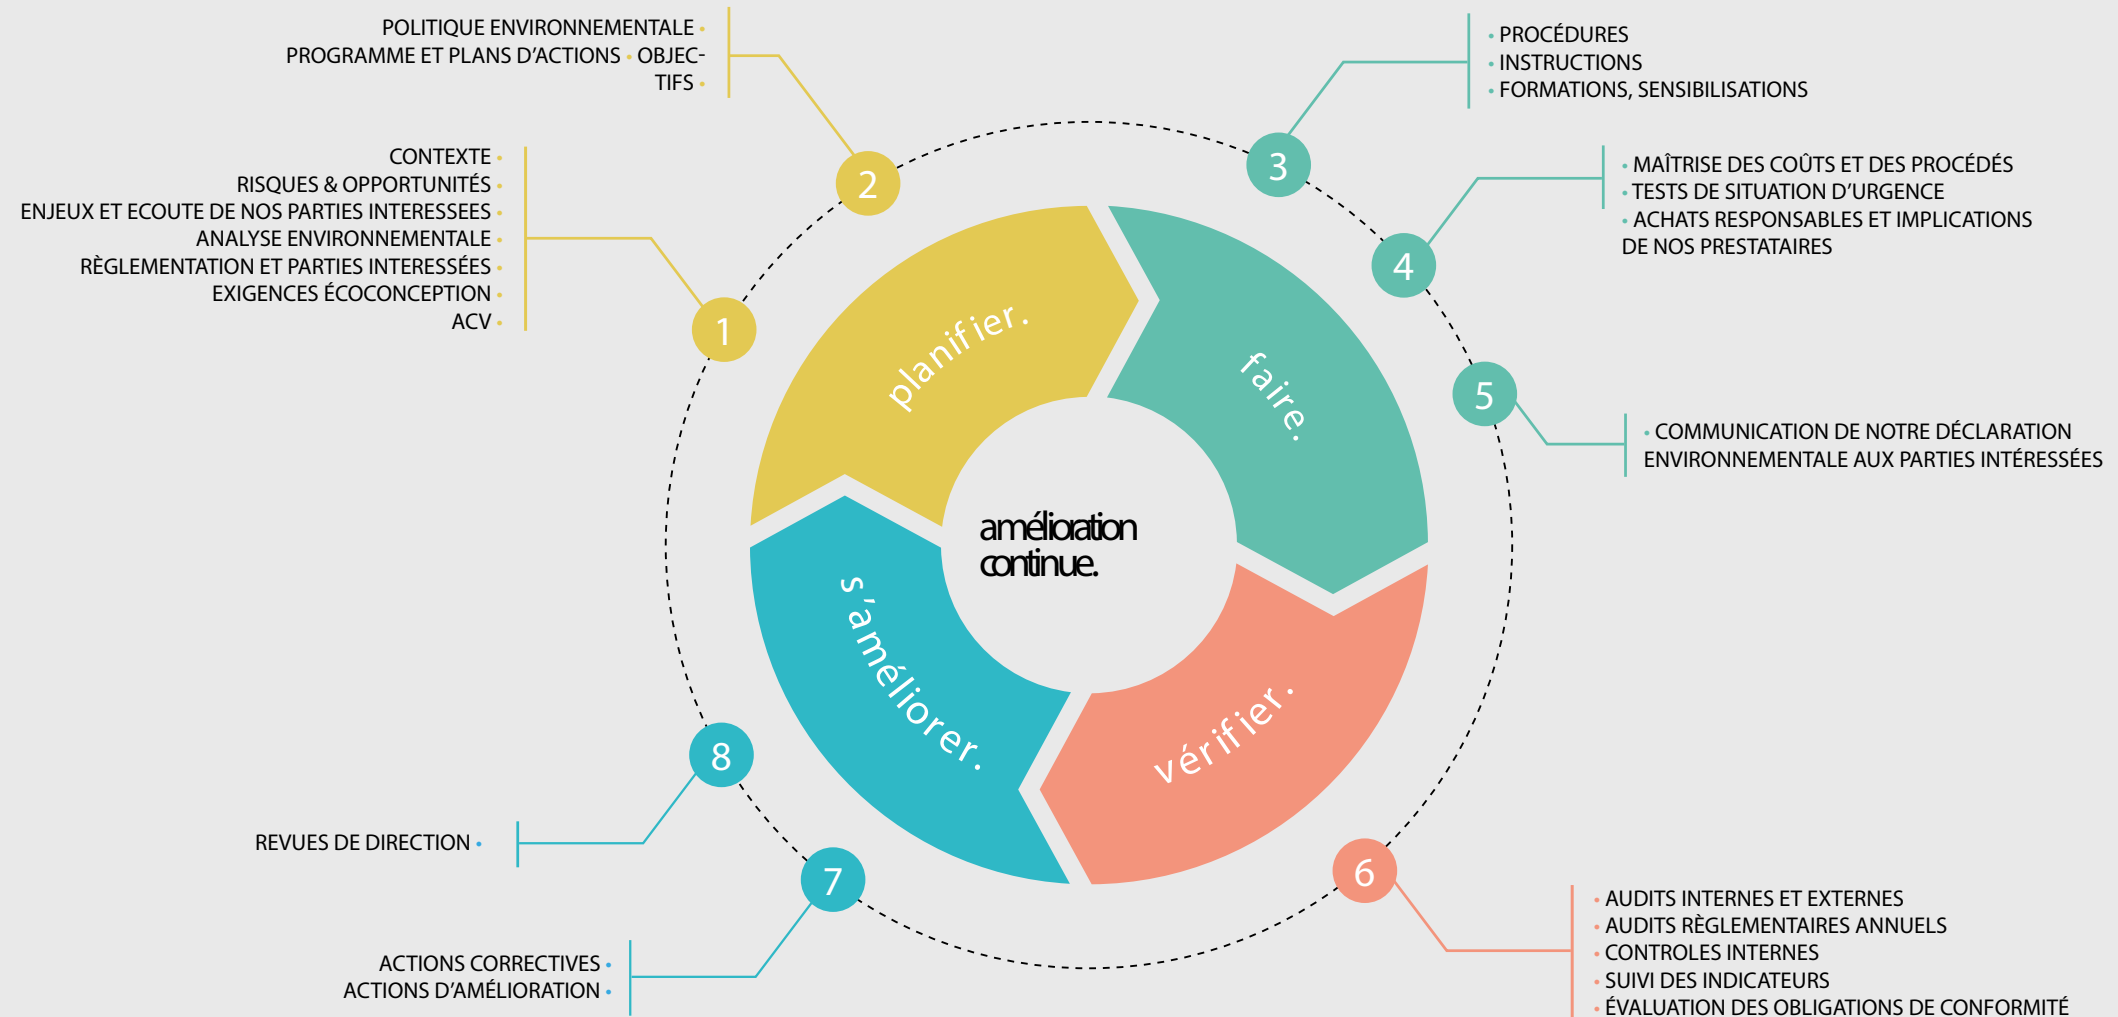 POLITIQUE ENVIRONNEMENTALE •
PROGRAMME ET PLANS D'ACTIONS • OBJEC-
TIFS •
CONTEXTE •
RISQUES & OPPORTUNITÉS •
ENJEUX ET ECOUTE DE NOS PARTIES INTERESSEES •
ANALYSE ENVIRONNEMENTALE •
RÈGLEMENTATION ET PARTIES INTERESSÉES •
EXIGENCES ÉCOCONCEPTION •
ACV •
1
2
planifier.
• PROCÉDURES
• INSTRUCTIONS
• FORMATIONS, SENSIBILISATIONS
3
• MAÎTRISE DES COÛTS ET DES PROCÉDÉS
• TESTS DE SITUATION D'URGENCE
• ACHATS RESPONSABLES ET IMPLICATIONS
DE NOS PRESTATAIRES
4
5
• COMMUNICATION DE NOTRE DÉCLARATION
ENVIRONNEMENTALE AUX PARTIES INTÉRESSÉES
faire.
amélioration
continue.
vérifier.
6
• AUDITS INTERNES ET EXTERNES
• AUDITS RÈGLEMENTAIRES ANNUELS
• CONTROLES INTERNES
• SUIVI DES INDICATEURS
• ÉVALUATION DES OBLIGATIONS DE CONFORMITÉ
s'améliorer.
8
REVUES DE DIRECTION •
7
ACTIONS CORRECTIVES •
ACTIONS D'AMÉLIORATION •